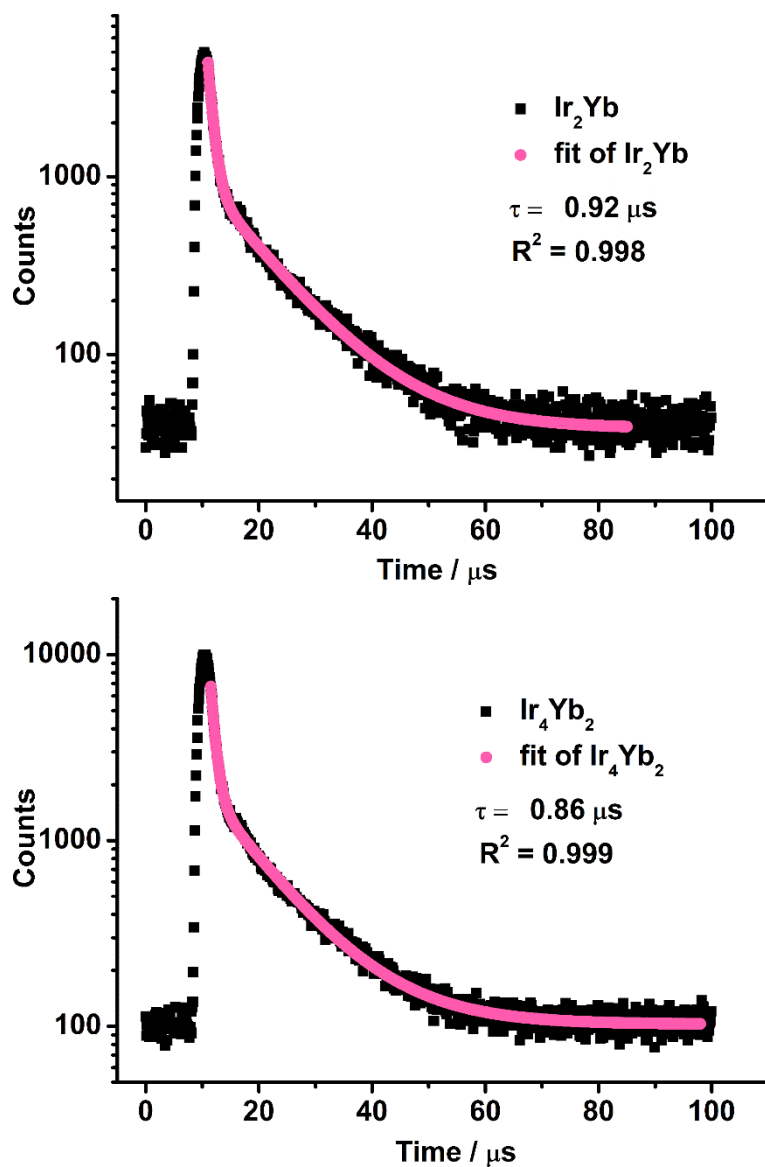 Counts
1000
100
Ir₂Yb
fit of Ir₂Yb
τ = 0.92 μs
R² = 0.998
0 20 40 60 80 100
Time / μs
Counts
10000
1000
100
Ir₄Yb₂
fit of Ir₄Yb₂
τ = 0.86 μs
R² = 0.999
0 20 40 60 80 100
Time / μs